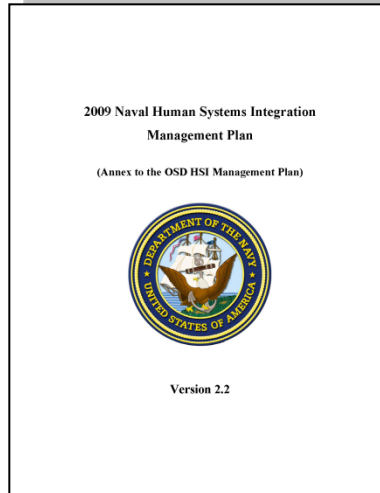 2009 Naval Human Systems Integration
Management Plan
(Annex to the OSD HSI Management Plan)
DEPARTMENT OF THE NAVY
UNITED STATES OF AMERICA
Version 2.2